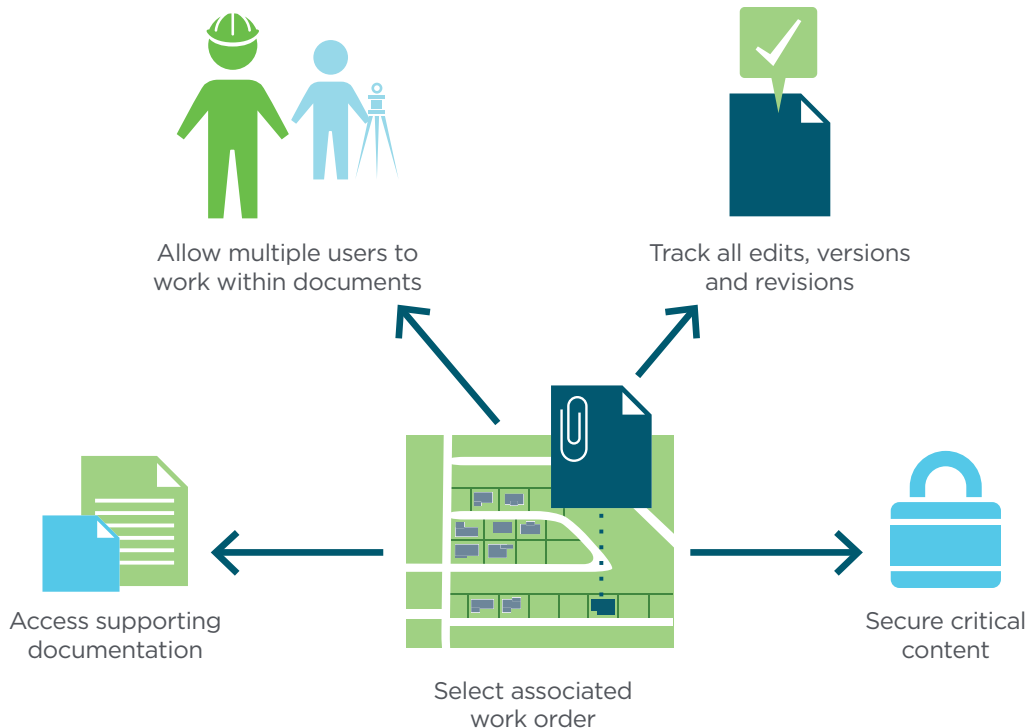 Allow multiple users to
work within documents
Track all edits, versions
and revisions
Access supporting
documentation
Secure critical
content
Select associated
work order